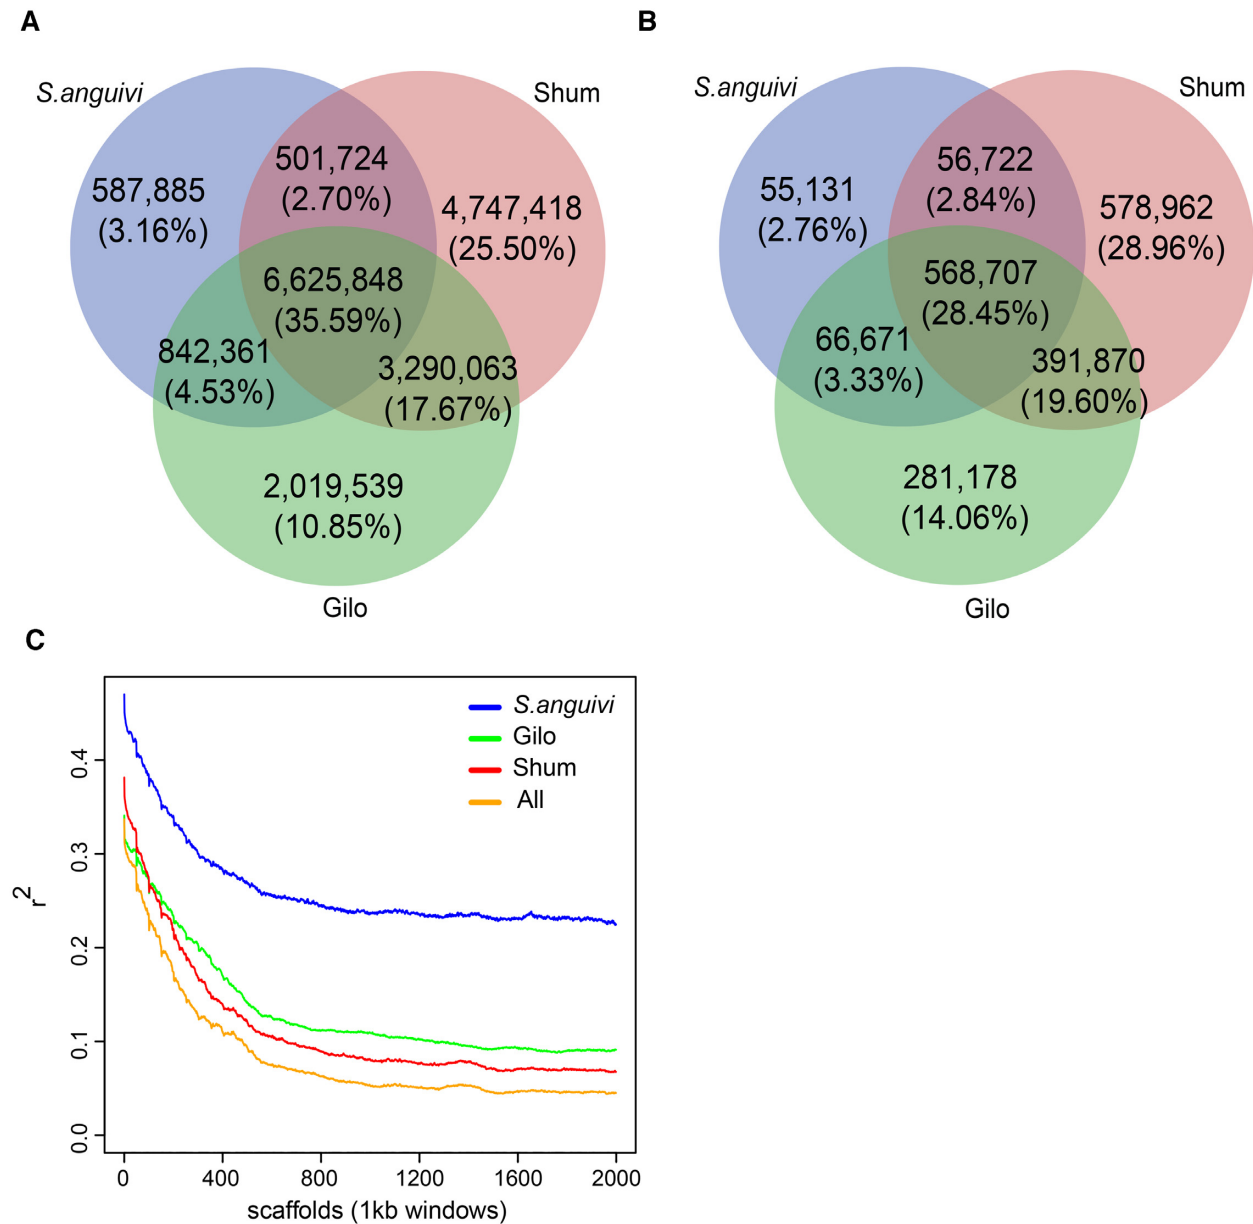 A
S.anguivi
Shum
587,885
(3.16%)
501,724
(2.70%)
4,747,418
(25.50%)
6,625,848
(35.59%)
842,361
(4.53%)
3,290,063
(17.67%)
2,019,539
(10.85%)
Gilo
B
S.anguivi
Shum
55,131
(2.76%)
56,722
(2.84%)
578,962
(28.96%)
568,707
(28.45%)
66,671
(3.33%)
391,870
(19.60%)
281,178
(14.06%)
Gilo
C
S.anguivi
Gilo
Shum
All
r2
0.4
0.3
0.2
0.1
0.0
0 400 800 1200 1600 2000
scaffolds (1kb windows)